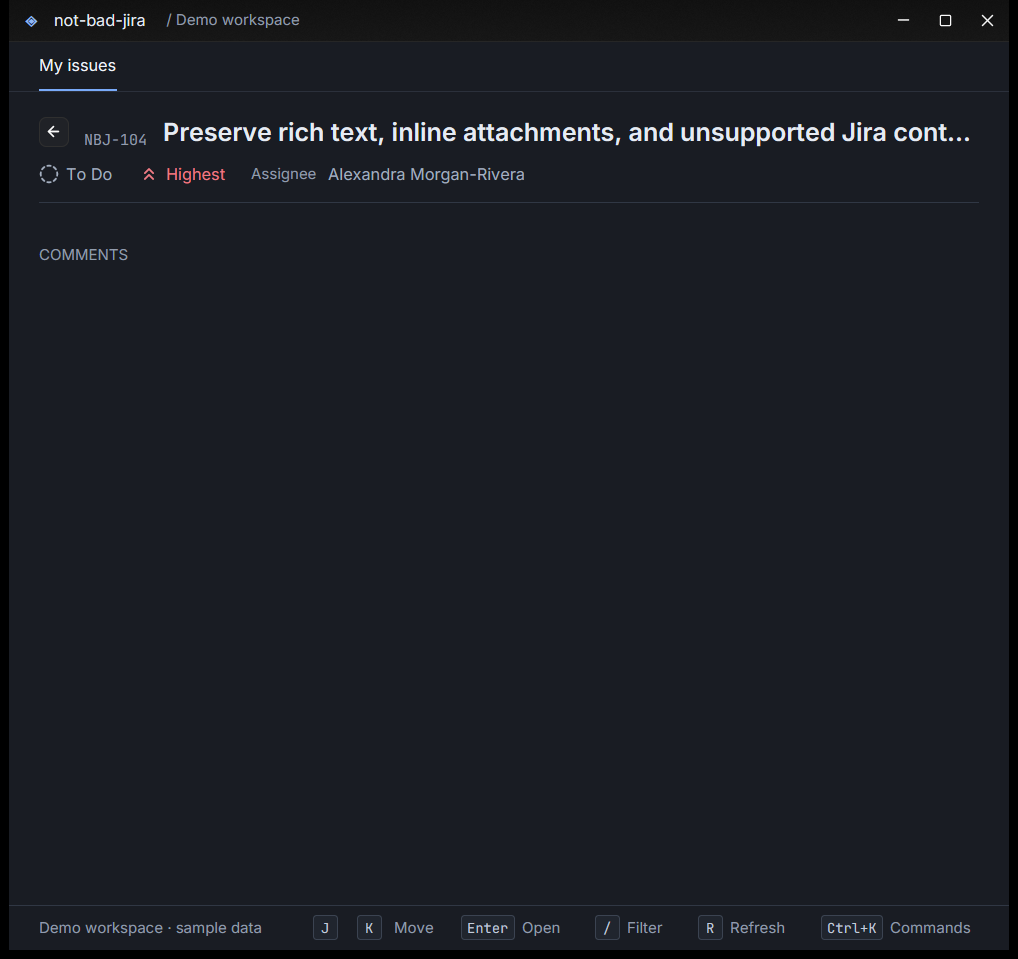 not-bad-jira / Demo workspace
My issues
NBJ-104 Preserve rich text, inline attachments, and unsupported Jira cont...
To Do Highest Assignee Alexandra Morgan-Rivera
COMMENTS
Demo workspace · sample data J K Move Enter Open / Filter R Refresh Ctrl+K Commands